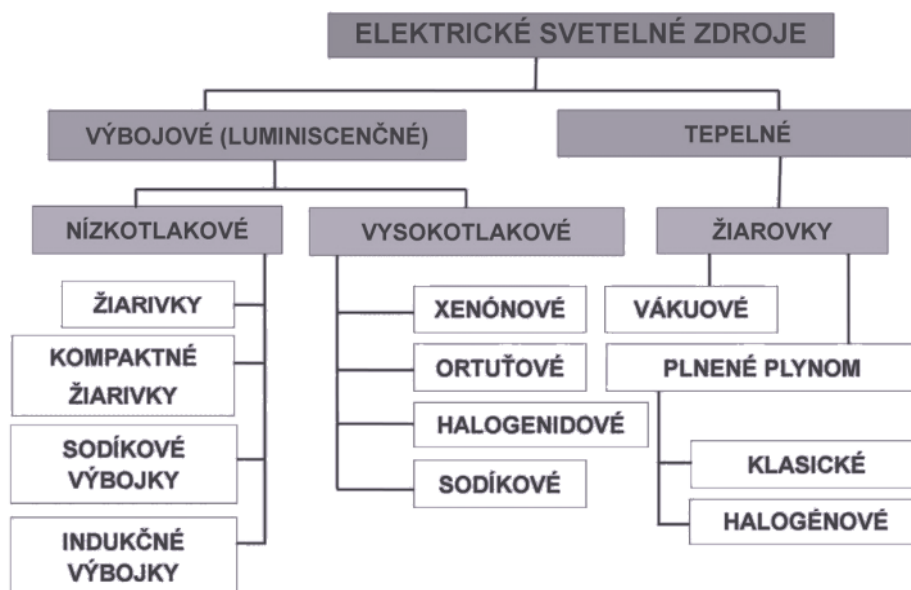 ELEKTRICKÉ SVETELNÉ ZDROJE
VÝBOJOVÉ (LUMINISCENČNÉ)
TEPELNÉ
NÍZKOTLAKOVÉ
VYSOKOTLAKOVÉ
ŽIAROVKY
ŽIARIVKY
KOMPAKTNÉ
ŽIARIVKY
SODÍKOVÉ
VÝBOJKY
INDUKČNÉ
VÝBOJKY
XENÓNOVÉ
ORTUŤOVÉ
HALOGENIDOVÉ
SODÍKOVÉ
VÁKUOVÉ
PLNENÉ PLYNOM
KLASICKÉ
HALOGÉNOVÉ